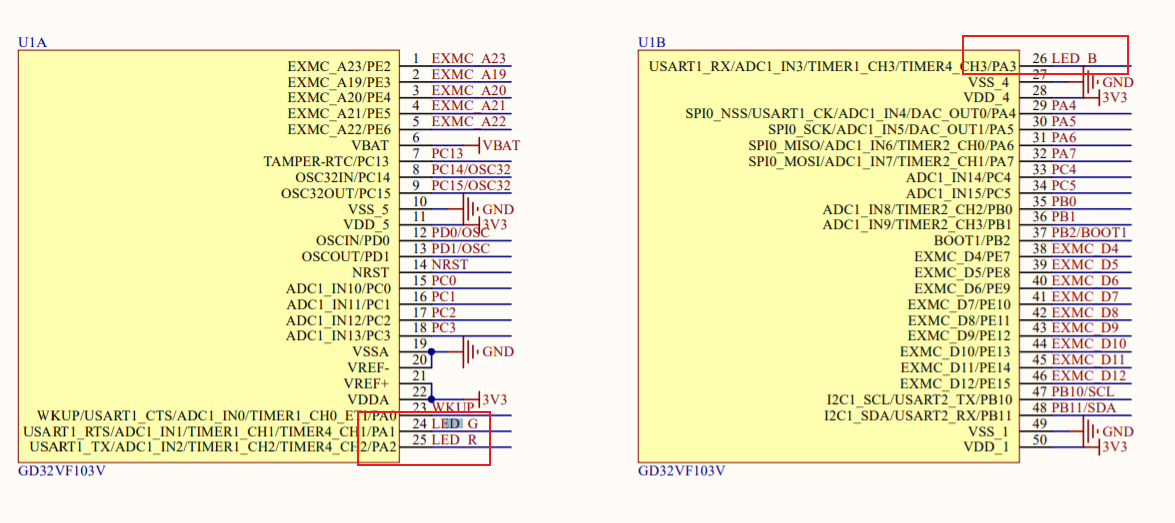 U1A
EXMC_A23/PE2 1 EXMC_A23
EXMC_A19/PE3 2 EXMC_A19
EXMC_A20/PE4 3 EXMC_A20
EXMC_A21/PE5 4 EXMC_A21
EXMC_A22/PE6 5 EXMC_A22
VBAT 6 VBAT
TAMPER-RTC/PC13 7 PC13
OSC32IN/PC14 8 PC14/OSC32
OSC32OUT/PC15 9 PC15/OSC32
VSS_5 10 GND
VDD_5 11 3V3
OSCIN/PD0 12 PD0/OSC
OSCOUT/PD1 13 PD1/OSC
NRST 14 NRST
ADC1_IN10/PC0 15 PC0
ADC1_IN11/PC1 16 PC1
ADC1_IN12/PC2 17 PC2
ADC1_IN13/PC3 18 PC3
VSSA 19 GND
VREF- 20
VREF+ 21
VDDA 22 3V3
WKUP/USART1_CTS/ADC1_IN0/TIMER1_CH0_ETI/PA0 23 WKUP
USART1_RTS/ADC1_IN1/TIMER1_CH1/TIMER4_CH1/PA1 24 LED_G
USART1_TX/ADC1_IN2/TIMER1_CH2/TIMER4_CH2/PA2 25 LED_R
GD32VF103V
U1B
USART1_RX/ADC1_IN3/TIMER1_CH3/TIMER4_CH3/PA3 26 LED_B
VSS_4 27 GND
VDD_4 28 3V3
SPI0_NSS/USART1_CK/ADC1_IN4/DAC_OUT0/PA4 29 PA4
SPI0_SCK/ADC1_IN5/DAC_OUT1/PA5 30 PA5
SPI0_MISO/ADC1_IN6/TIMER2_CH0/PA6 31 PA6
SPI0_MOSI/ADC1_IN7/TIMER2_CH1/PA7 32 PA7
ADC1_IN14/PC4 33 PC4
ADC1_IN15/PC5 34 PC5
ADC1_IN8/TIMER2_CH2/PB0 35 PB0
ADC1_IN9/TIMER2_CH3/PB1 36 PB1
BOOT1/PB2 37 PB2/BOOT1
EXMC_D4/PE7 38 EXMC_D4
EXMC_D5/PE8 39 EXMC_D5
EXMC_D6/PE9 40 EXMC_D6
EXMC_D7/PE10 41 EXMC_D7
EXMC_D8/PE11 42 EXMC_D8
EXMC_D9/PE12 43 EXMC_D9
EXMC_D10/PE13 44 EXMC_D10
EXMC_D11/PE14 45 EXMC_D11
EXMC_D12/PE15 46 EXMC_D12
I2C1_SCL/USART2_TX/PB10 47 PB10/SCL
I2C1_SDA/USART2_RX/PB11 48 PB11/SDA
VSS_1 49 GND
VDD_1 50 3V3
GD32VF103V